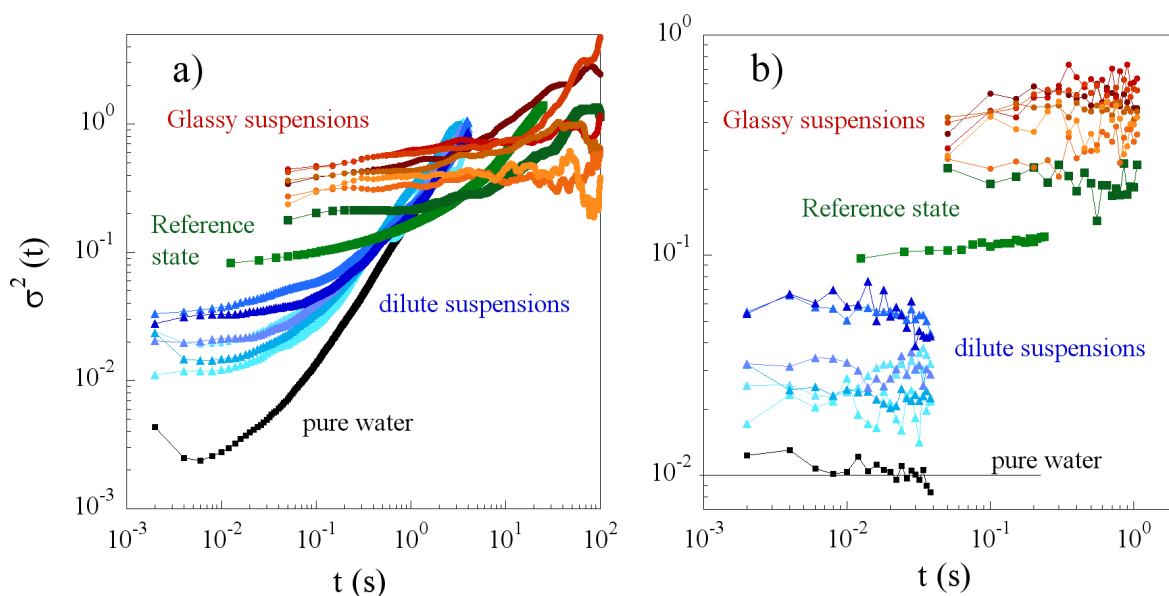 a)
Glassy suspensions
Reference
state
dilute suspensions
pure water
σ² (t)
10⁰
10⁻¹
10⁻²
10⁻³
10⁻³ 10⁻² 10⁻¹ 10⁰ 10¹ 10²
t (s)
b)
Glassy suspensions
Reference state
dilute suspensions
pure water
10⁰
10⁻¹
10⁻²
10⁻³ 10⁻² 10⁻¹ 10⁰
t (s)